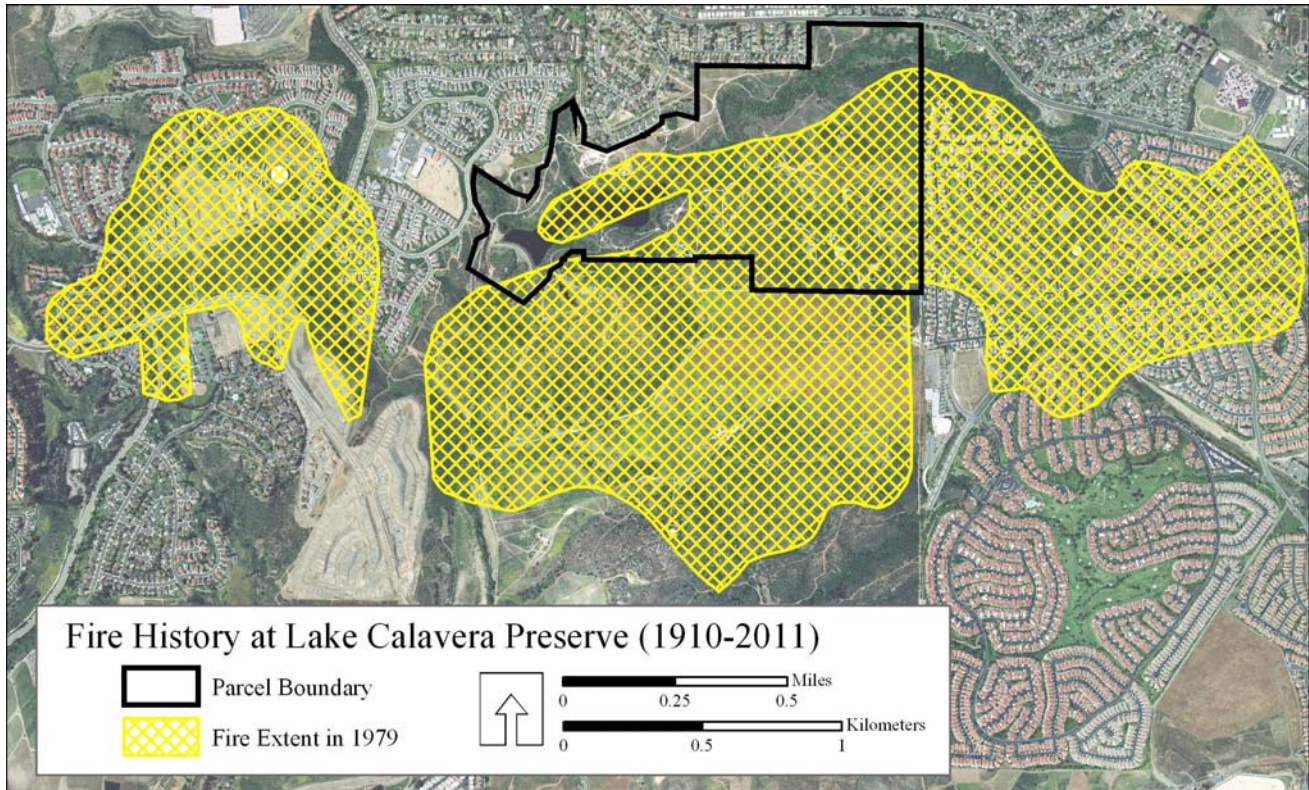 Fire History at Lake Calavera Preserve (1910-2011)
Parcel Boundary
Fire Extent in 1979
Miles
0 0.25 0.5
Kilometers
0 0.5 1